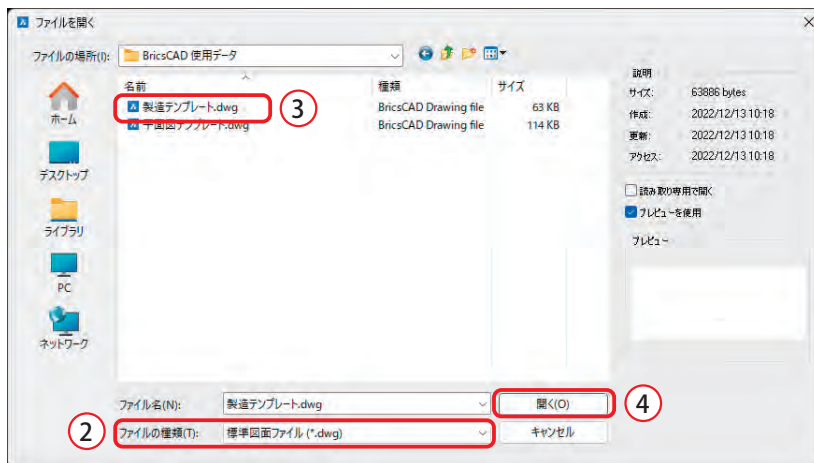 ファイルを開く
ファイルの場所(I): BricsCAD 使用データ
名前 種類 サイズ
製造テンプレート.dwg BricsCAD Drawing file 63 KB
③
平面図テンプレート.dwg BricsCAD Drawing file 114 KB
ホーム
デスクトップ
ライブラリ
PC
ネットワーク
説明
サイズ: 63886 bytes
作成: 2022/12/13 10:18
更新: 2022/12/13 10:18
アクセス: 2022/12/13 10:18
読み取り専用で開く
プレビューを使用
プレビュー
ファイル名(N): 製造テンプレート.dwg 開く(O)
④
② ファイルの種類(T): 標準図面ファイル (*.dwg) キャンセル